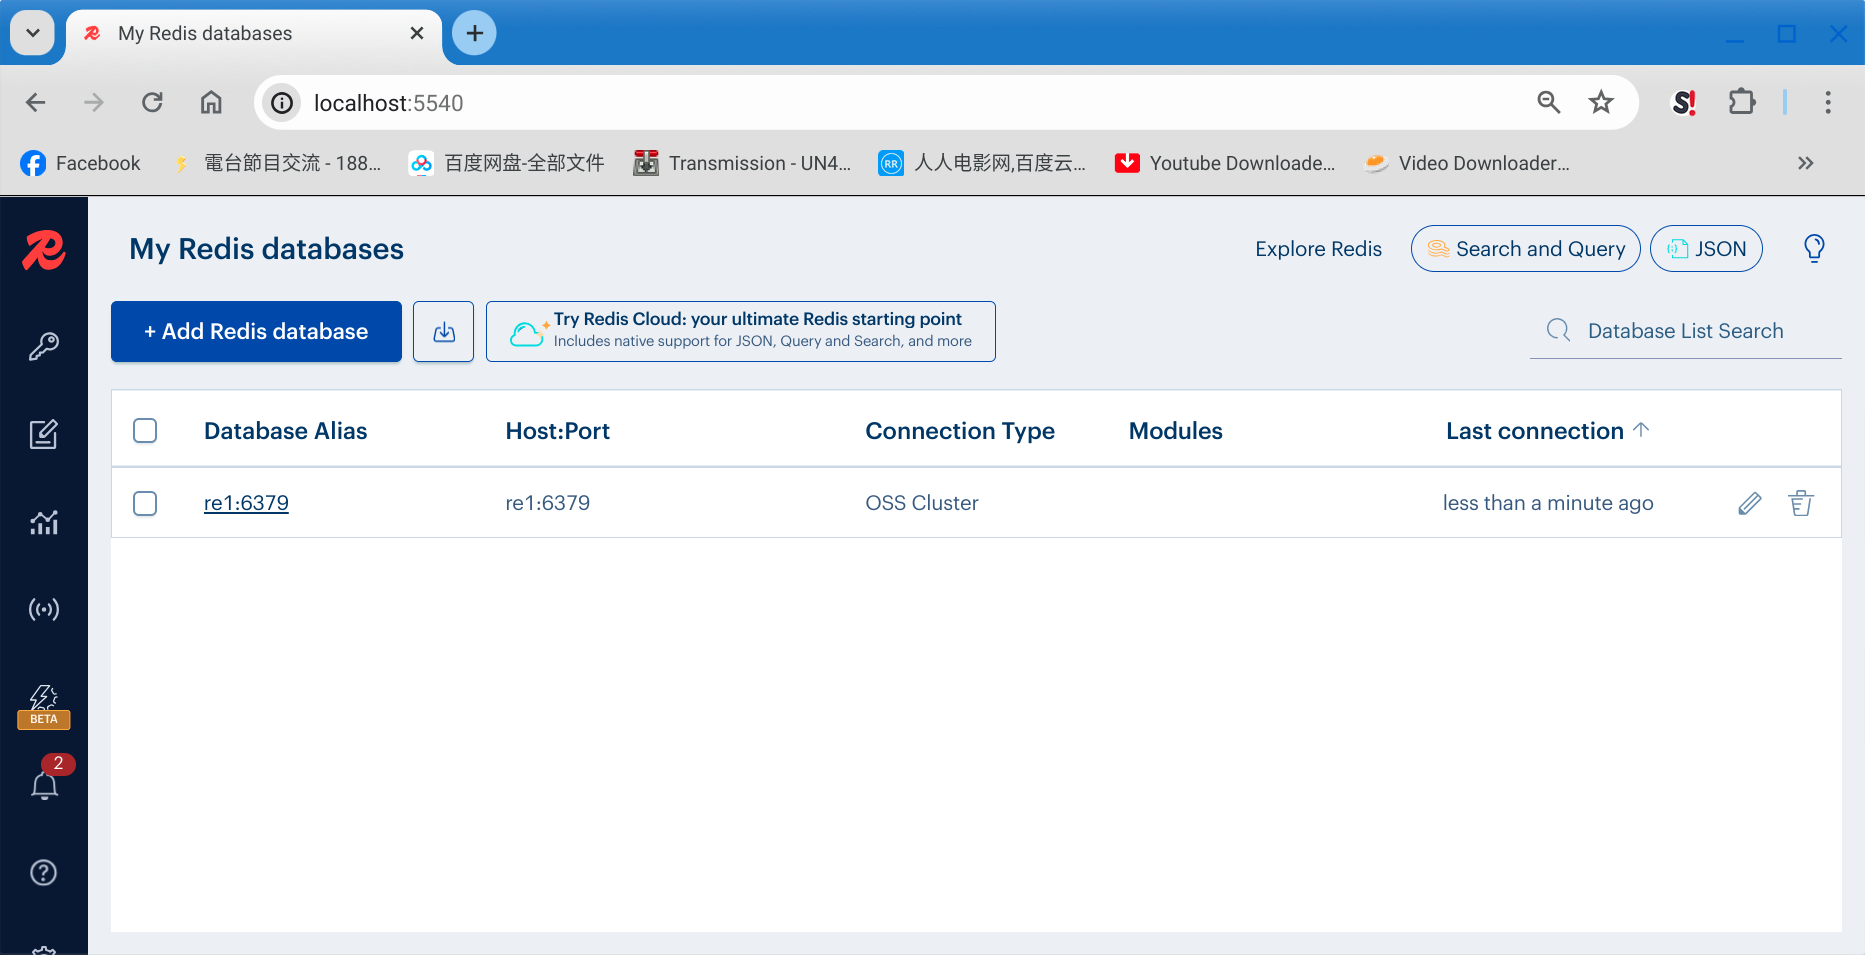 My Redis databases
localhost:5540
S!
Facebook
電台節目交流 - 188...
百度网盘-全部文件
Transmission - UN4...
RR
人人电影网,百度云...
Youtube Downloade...
Video Downloader...
My Redis databases
Explore Redis
Search and Query
JSON
+ Add Redis database
Try Redis Cloud: your ultimate Redis starting point
Includes native support for JSON, Query and Search, and more
Database List Search
Database Alias Host:Port Connection Type Modules Last connection
re1:6379 re1:6379 OSS Cluster less than a minute ago
BETA
2